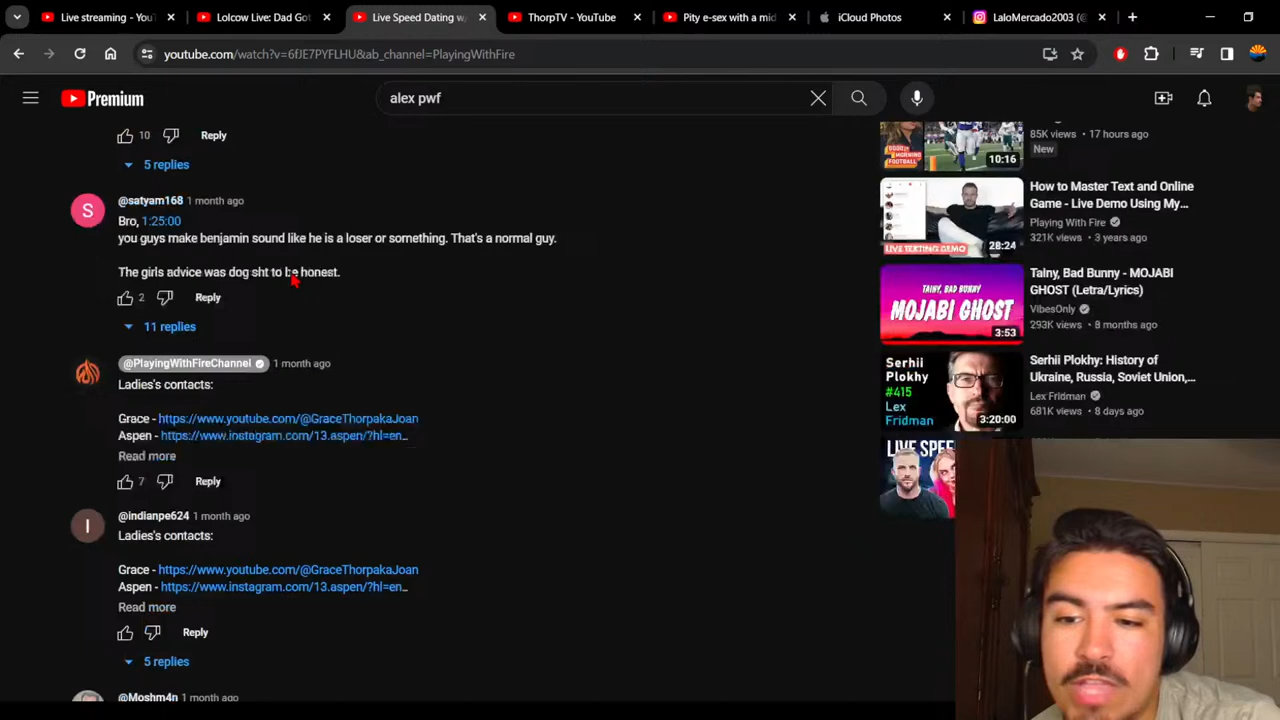 Live streaming - YouT
Lolcow Live: Dad Got
Live Speed Dating w
ThorpTV - YouTube
Pity e-sex with a mid
iCloud Photos
LaloMercado2003 (
youtube.com/watch?v=6fJE7PYFLHU&ab_channel=PlayingWithFire
Premium
alex pwf
10
Reply
5 replies
@satyam168 1 month ago
S
Bro, 1:25:00
you guys make benjamin sound like he is a loser or something. That's a normal guy.
The girls advice was dog sht to be honest.
2
Reply
11 replies
@PlayingWithFireChannel 1 month ago
Ladies's contacts:
Grace - https://www.youtube.com/@GraceThorpakaJoan
Aspen - https://www.instagram.com/13.aspen/?hl=en...
Read more
7
Reply
@indianpe624 1 month ago
I
Ladies's contacts:
Grace - https://www.youtube.com/@GraceThorpakaJoan
Aspen - https://www.instagram.com/13.aspen/?hl=en...
Read more
Reply
5 replies
@Moshm4n 1 month ago
GOOD
MORNING
FOOTBALL
10:16
85K views • 17 hours ago
New
LIVE TEXTING DEMO
28:24
How to Master Text and Online
Game - Live Demo Using My...
Playing With Fire
321K views • 3 years ago
TAINY, BAD BUNNY
MOJABI GHOST
3:53
Tainy, Bad Bunny - MOJABI
GHOST (Letra/Lyrics)
VibesOnly
293K views • 8 months ago
Serhii
Plokhy
#415
Lex
Fridman
3:20:00
Serhii Plokhy: History of
Ukraine, Russia, Soviet Union,...
Lex Fridman
681K views • 8 days ago
LIVE SPEE